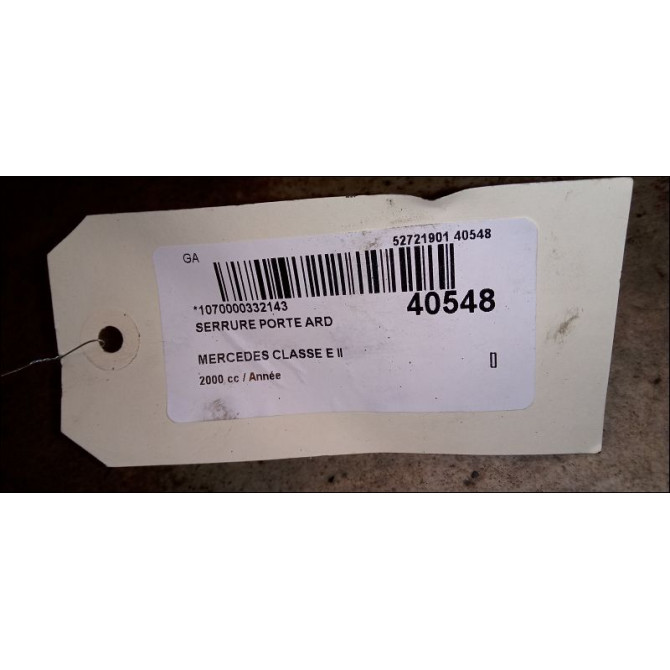 52721901 40548
GA
*1070000332143
40548
SERRURE PORTE ARD
MERCEDES CLASSE E II
[]
2000 cc / Année